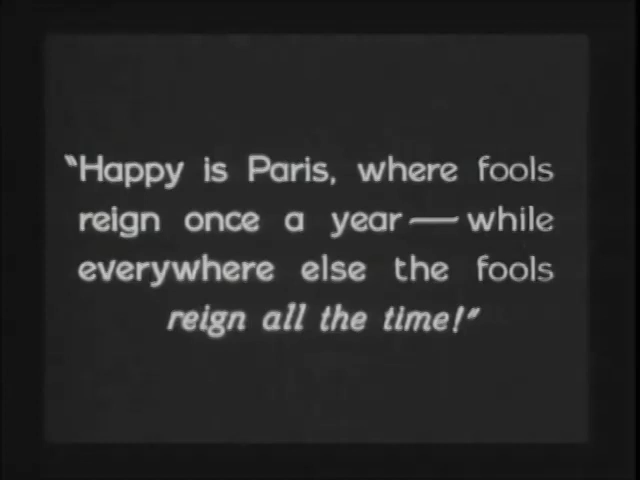 "Happy is Paris, where fools
reign once a year — while
everywhere else the fools
reign all the time!"